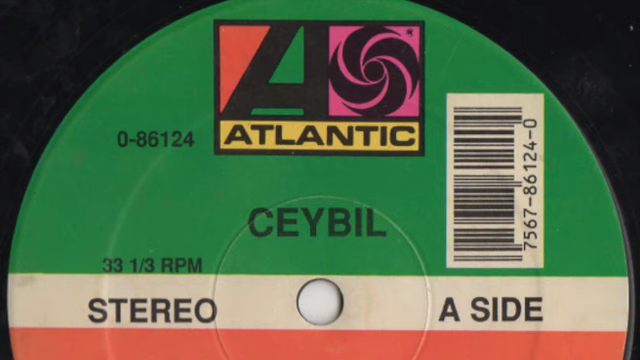 ATLANTIC
0-86124
7567-86124-0
CEYBIL
33 1/3 RPM
STEREO
A SIDE